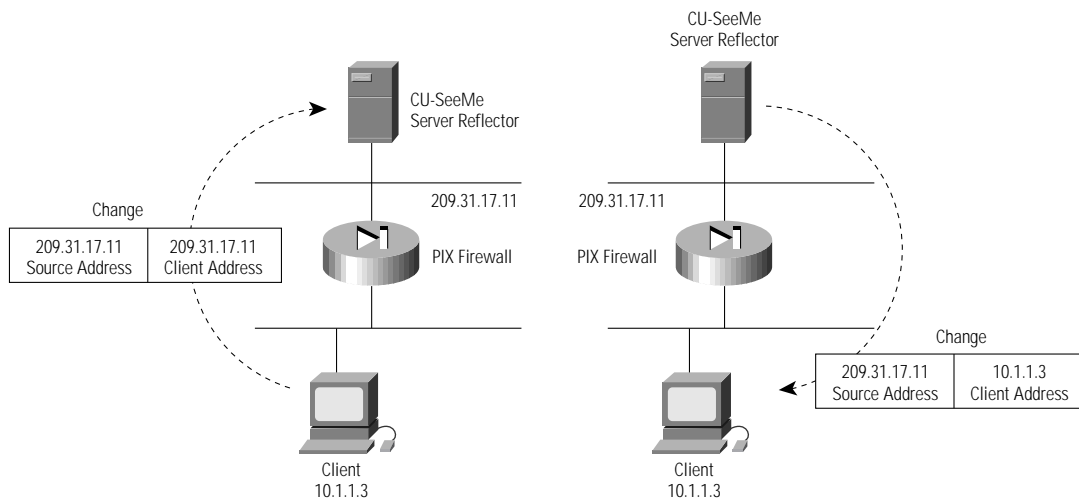 CU-SeeMe
Server Reflector
209.31.17.11
PIX Firewall
Change
209.31.17.11
Source Address
209.31.17.11
Client Address
Client
10.1.1.3
CU-SeeMe
Server Reflector
209.31.17.11
PIX Firewall
Change
209.31.17.11
Source Address
10.1.1.3
Client Address
Client
10.1.1.3